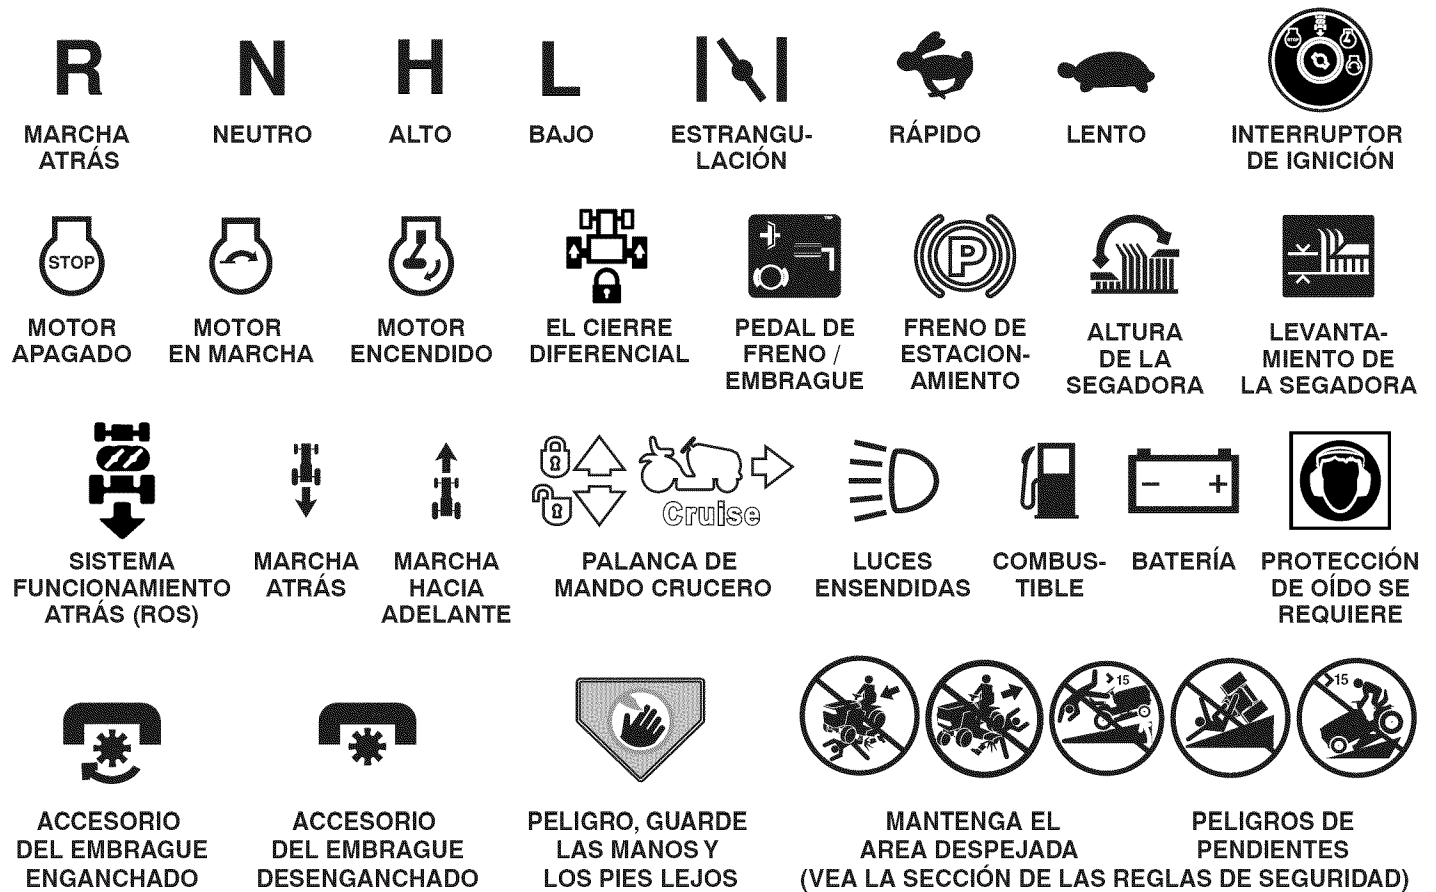 R N H L
MARCHA NEUTRO ALTO BAJO ESTRANGU- RÁPIDO LENTO INTERRUPTOR
ATRÁS LACIÓN DE IGNICIÓN
STOP
STOP
P
MOTOR MOTOR MOTOR EL CIERRE PEDAL DE FRENO DE ALTURA LEVANTA-
APAGADO EN MARCHA ENCENDIDO DIFERENCIAL FRENO / ESTACION- DE LA MIENTO DE
EMBRAGUE AMIENTO SEGADORA LA SEGADORA
Cruise
SISTEMA MARCHA MARCHA PALANCA DE LUCES COMBUS- BATERÍA PROTECCIÓN
FUNCIONAMIENTO ATRÁS HACIA MANDO CRUCERO ENSENDIDAS TIBLE DE OÍDO SE
ATRÁS (ROS) ADELANTE REQUIERE
>15 >15
ACCESORIO ACCESORIO PELIGRO, GUARDE MANTENGA EL PELIGROS DE
DEL EMBRAGUE DEL EMBRAGUE LAS MANOS Y AREA DESPEJADA PENDIENTES
ENGANCHADO DESENGANCHADO LOS PIES LEJOS (VEA LA SECCIÓN DE LAS REGLAS DE SEGURIDAD)